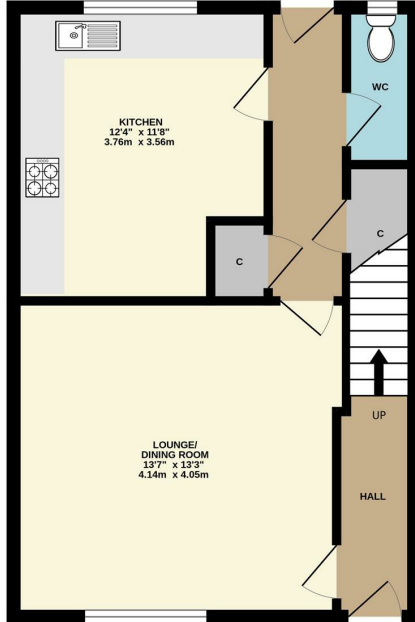 WC
KITCHEN
12'4" x 11'8"
3.76m x 3.56m
C
C
UP
LOUNGE/
DINING ROOM
13'7" x 13'3"
4.14m x 4.05m
HALL